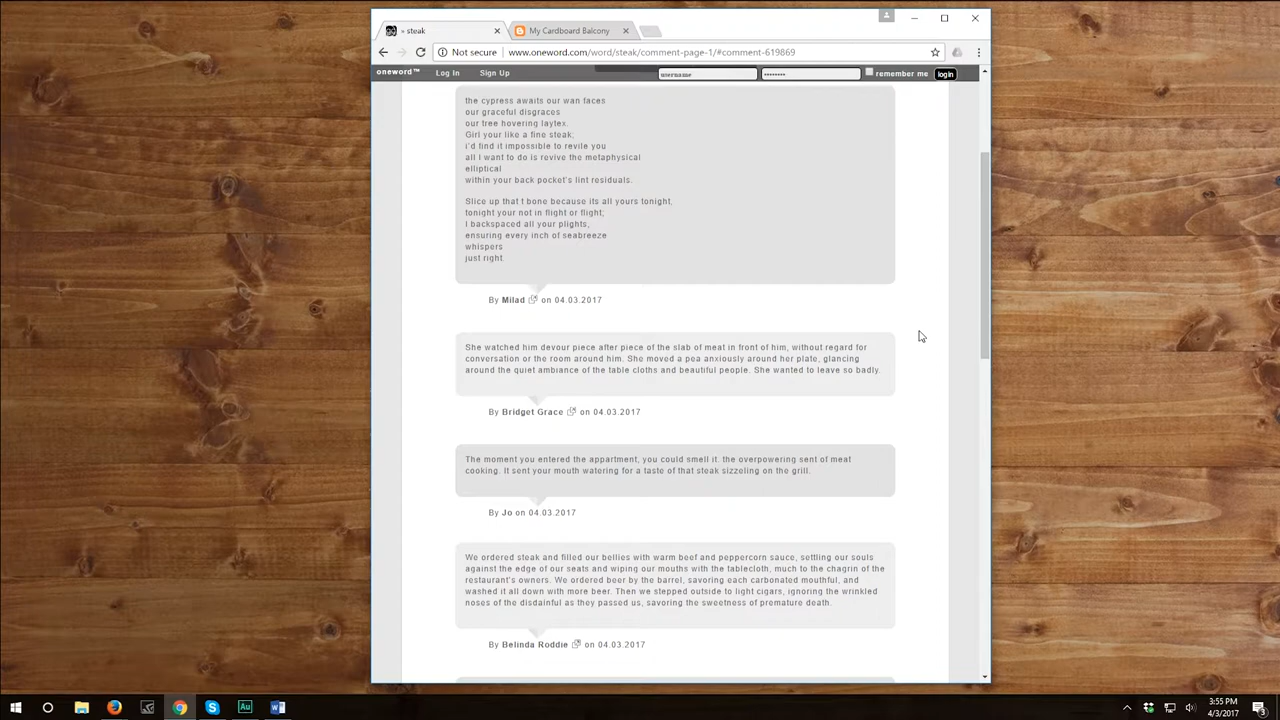 » steak
My Cardboard Balcony
Not secure
www.oneword.com/word/steak/comment-page-1/#comment-619869
oneword™
Log In
Sign Up
••••••••
remember me
login
the cypress awaits our wan faces
our graceful disgraces
our tree hovering laytex.
Girl your like a fine steak;
i'd find it impossible to revile you
all i want to do is revive the metaphysical
elliptical
within your back pocket's lint residuals.
Slice up that t bone because its all yours tonight,
tonight your not in flight or flight;
I backspaced all your plights,
ensuring every inch of seabreeze
whispers
just right.
By Milad on 04.03.2017
She watched him devour piece after piece of the slab of meat in front of him, without regard for
conversation or the room around him. She moved a pea anxiously around her plate, glancing
around the quiet ambiance of the table cloths and beautiful people. She wanted to leave so badly.
By Bridget Grace on 04.03.2017
The moment you entered the appartment, you could smell it. the overpowering sent of meat
cooking. It sent your mouth watering for a taste of that steak sizzeling on the grill.
By Jo on 04.03.2017
We ordered steak and filled our bellies with warm beef and peppercorn sauce, settling our souls
against the edge of our seats and wiping our mouths with the tablecloth, much to the chagrin of the
restaurant's owners. We ordered beer by the barrel, savoring each carbonated mouthful, and
washed it all down with more beer. Then we stepped outside to light cigars, ignoring the wrinkled
noses of the disdainful as they passed us, savoring the sweetness of premature death.
By Belinda Roddie on 04.03.2017
Au
3:55 PM
4/3/2017
3